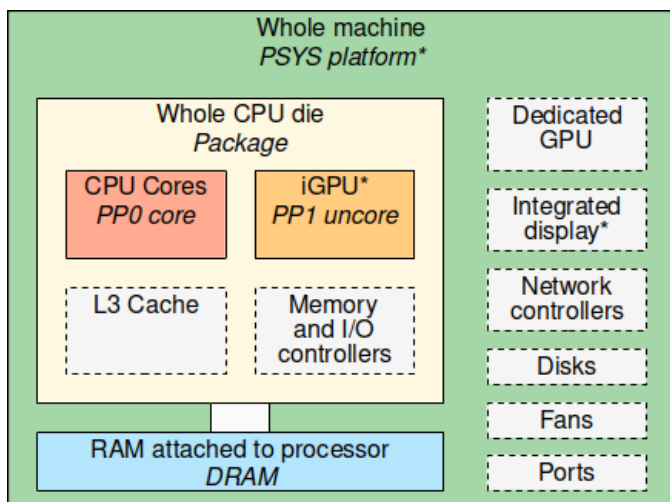 Whole machine
PSYS platform*
Whole CPU die
Package
CPU Cores
PP0 core
iGPU*
PP1 uncore
L3 Cache
Memory
and I/O
controllers
RAM attached to processor
DRAM
Dedicated
GPU
Integrated
display*
Network
controllers
Disks
Fans
Ports